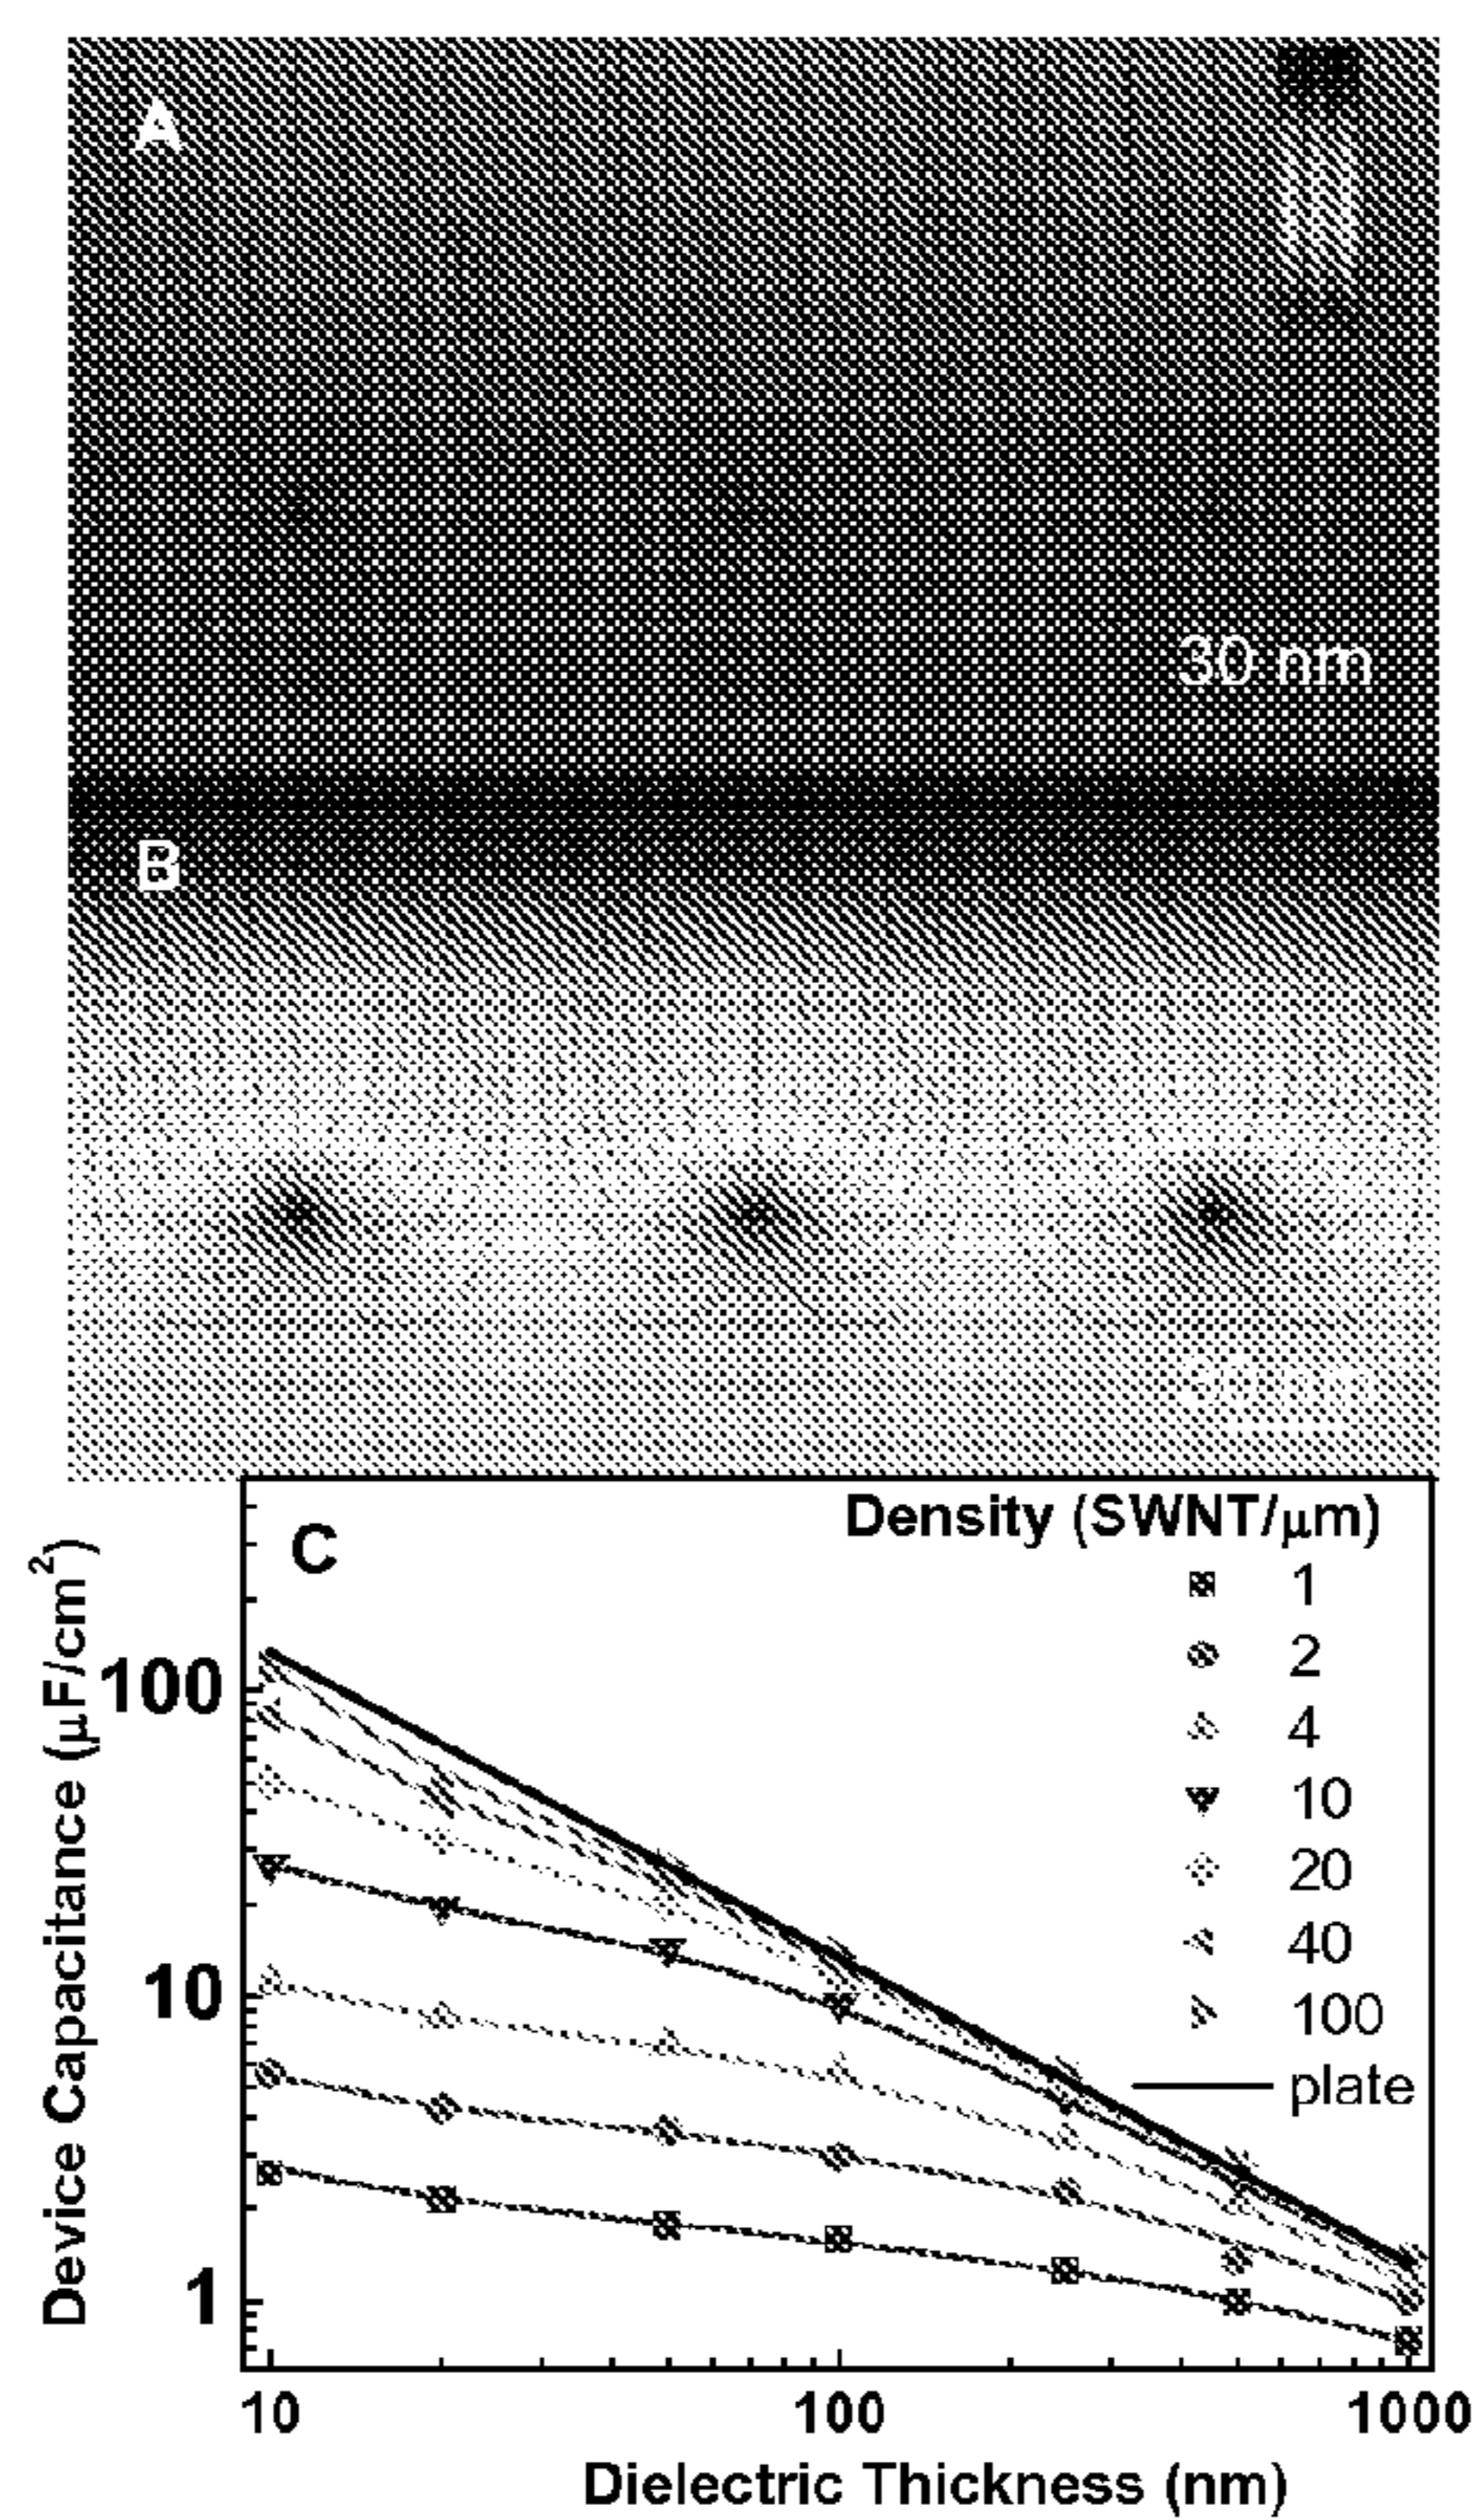 A
30 nm
B
C
Density (SWNT/μm)
1
2
4
10
20
40
100
plate
Device Capacitance (μF/cm²)
100
10
1
10
100
1000
Dielectric Thickness (nm)